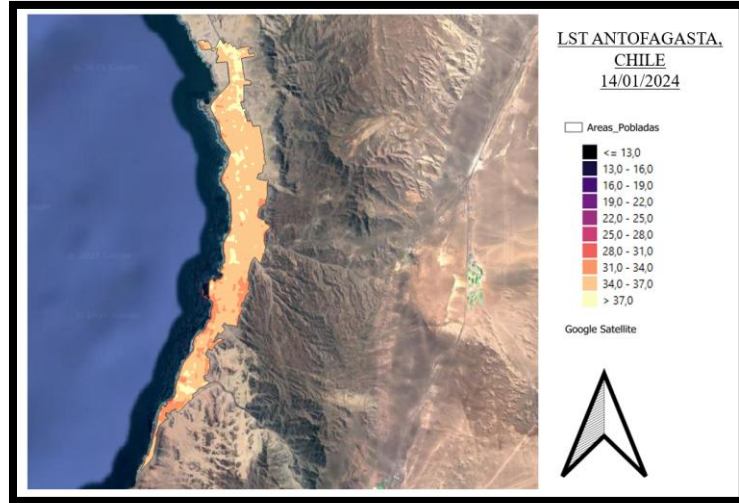 LST ANTOFAGASTA,
CHILE
14/01/2024
Areas_Pobladas
<= 13,0
13,0 - 16,0
16,0 - 19,0
19,0 - 22,0
22,0 - 25,0
25,0 - 28,0
28,0 - 31,0
31,0 - 34,0
34,0 - 37,0
> 37,0
Google Satellite